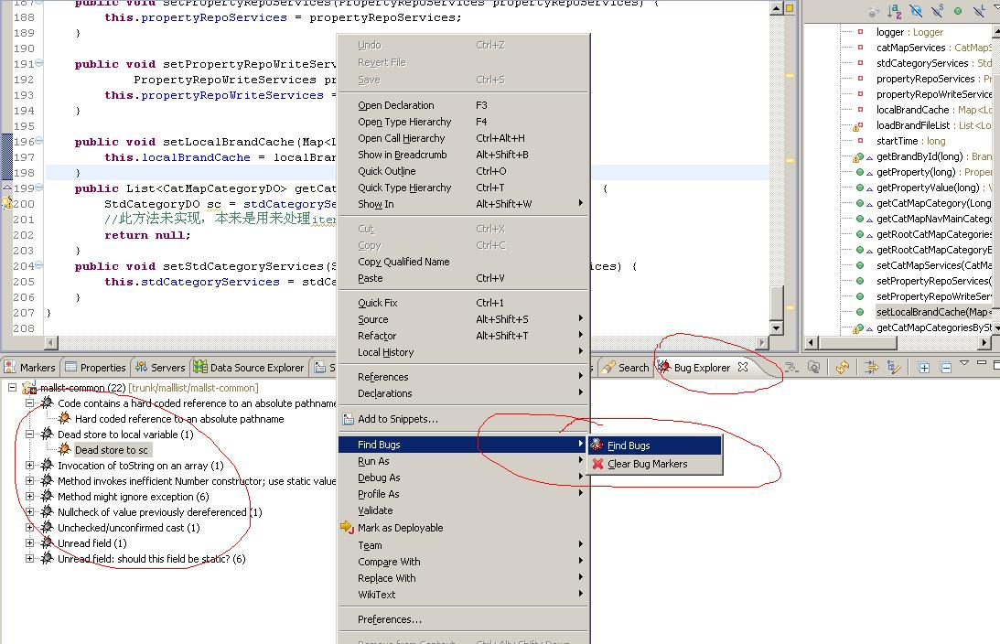 187 public void setPropertyRepoServices(PropertyRepoServices propertyRepoServices) {
188 this.propertyRepoServices = propertyRepoServices;
189 }
190
191 public void setPropertyRepoWriteServ
192 PropertyRepoWriteServices pr
193 this.propertyRepoWriteServices =
194 }
195
196 public void setLocalBrandCache(Map<L
197 this.localBrandCache = localBran
198 }
199 public List<CatMapCategoryDO> getCat {
200 StdCategoryDO sc = stdCategorySe
201 //此方法未实现，本来是用来处理iter
202 return null;
203 }
204 public void setStdCategoryServices(S ices) {
205 this.stdCategoryServices = stdCa
206 }
207 }
208
Undo Ctrl+Z
Revert File
Save Ctrl+S
Open Declaration F3
Open Type Hierarchy F4
Open Call Hierarchy Ctrl+Alt+H
Show in Breadcrumb Alt+Shift+B
Quick Outline Ctrl+O
Quick Type Hierarchy Ctrl+T
Show In Alt+Shift+W
Cut Ctrl+X
Copy Ctrl+C
Copy Qualified Name
Paste Ctrl+V
Quick Fix Ctrl+1
Source Alt+Shift+S
Refactor Alt+Shift+T
Local History
References
Declarations
Add to Snippets...
Find Bugs
Run As
Debug As
Profile As
Validate
Mark as Deployable
Team
Compare With
Replace With
WikiText
Preferences...
Remove from Context Ctrl+Alt+Shift+Down
Find Bugs
Clear Bug Markers
logger : Logger
catMapServices : CatMapS
stdCategoryServices : Std
propertyRepoServices : Pr
propertyRepoWriteService
localBrandCache : Map<Lo
loadBrandFileList : List<Lo
startTime : long
getBrandById(long) : Bran
getProperty(long) : Proper
getPropertyValue(long) : V
getCatMapCategory(Long
getCatMapNavMainCatego
getRootCatMapCategories
getRootCatMapCategoryE
setCatMapServices(CatMa
setPropertyRepoServices(
setPropertyRepoWriteSer
setLocalBrandCache(Map<
getCatMapCategoriesBySt
Markers Properties Servers Data Source Explorer S s Search Bug Explorer
mallst-common (22) [trunk/malllist/mallst-common]
Code contains a hard coded reference to an absolute pathname
Hard coded reference to an absolute pathname
Dead store to local variable (1)
Dead store to sc
Invocation of toString on an array (1)
Method invokes inefficient Number constructor; use static value
Method might ignore exception (6)
Nullcheck of value previously dereferenced (1)
Unchecked/unconfirmed cast (1)
Unread field (1)
Unread field: should this field be static? (6)